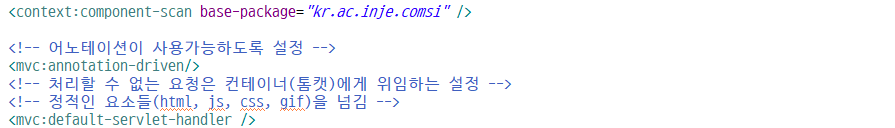 <context:component-scan base-package="kr.ac.inje.comsi" />
<!-- 어노테이션이 사용가능하도록 설정 -->
<mvc:annotation-driven/>
<!-- 처리할 수 없는 요청은 컨테이너(톰캣)에게 위임하는 설정 -->
<!-- 정적인 요소들(html, js, css, gif)을 넘김 -->
<mvc:default-servlet-handler />